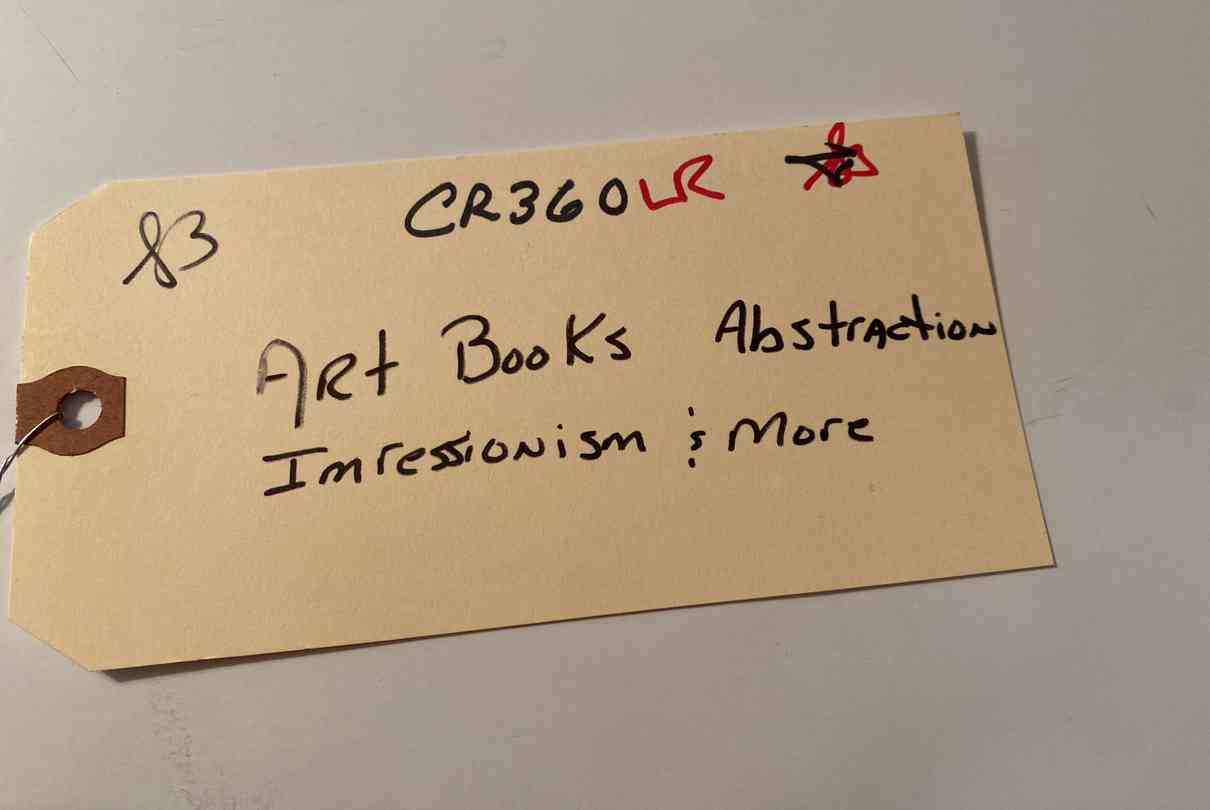 83 CR360LR
Art Books Abstraction
Imressionism & More